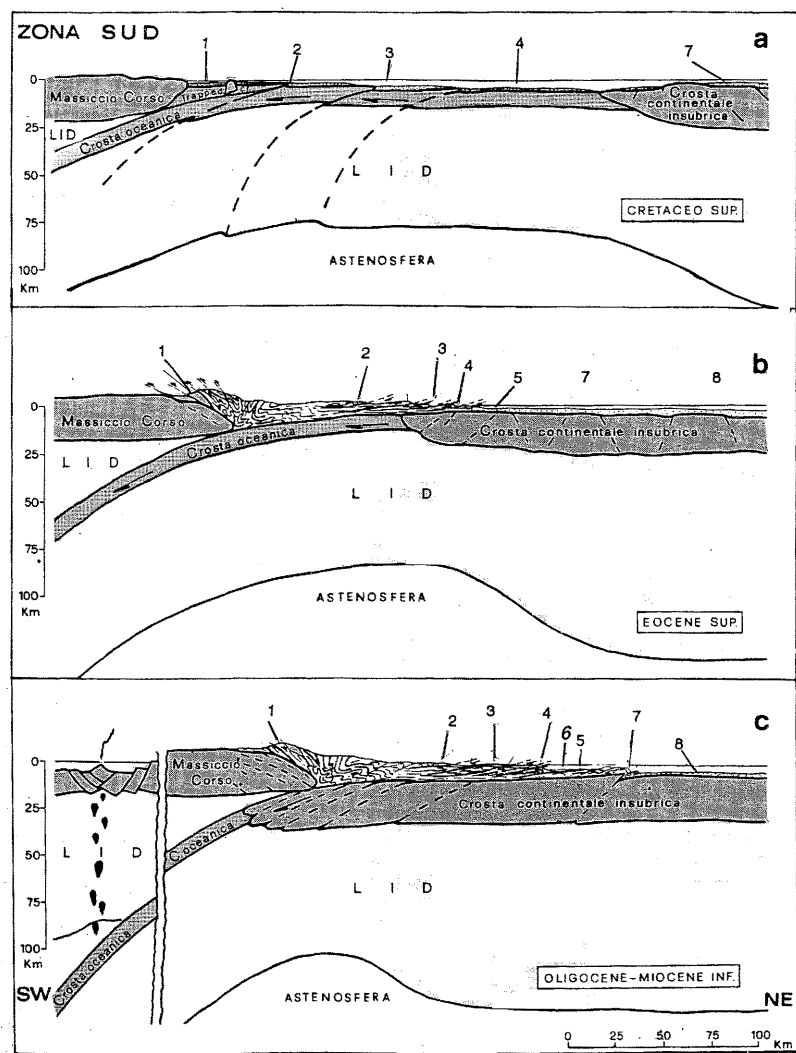 ZONA SUD
a
1 2 3 4 7
0
25
50
75
100
Km
Massiccio Corso
Trapped
Crosta oceanica
LID
Crosta
continentale
insubrica
L I D
CRETACEO SUP.
ASTENOSFERA
b
1 2 3 4 5 7 8
0
25
50
75
100
Km
Massiccio Corso
Crosta oceanica
Crosta continentale insubrica
L I D
L I D
ASTENOSFERA
EOCENE SUP.
c
1 2 3 4 6 5 7 8
0
25
50
75
100
Km
Massiccio
Corso
C.oceanica
Crosta continentale insubrica
L I D
L I D
Crosta oceanica
ASTENOSFERA
OLIGOCENE-MIOCENE INF.
SW
NE
0 25 50 75 100
Km